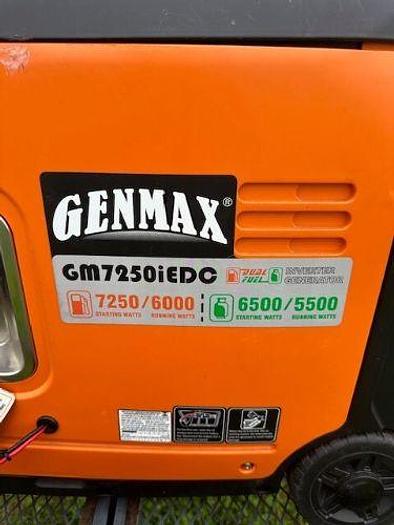 GENMAX®
GM7250iEDC DUAL FUEL INVERTER GENERATOR
7250/6000 6500/5500
STARTING WATTS RUNNING WATTS STARTING WATTS RUNNING WATTS